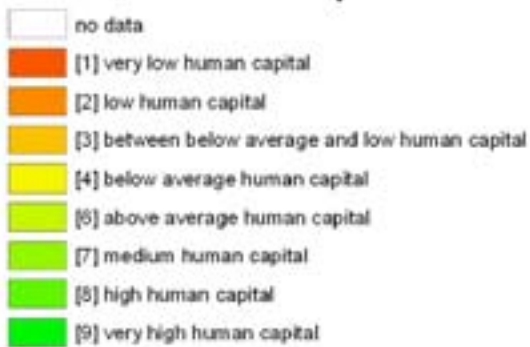 no data
[1] very low human capital
[2] low human capital
[3] between below average and low human capital
[4] below average human capital
[6] above average human capital
[7] medium human capital
[8] high human capital
[9] very high human capital